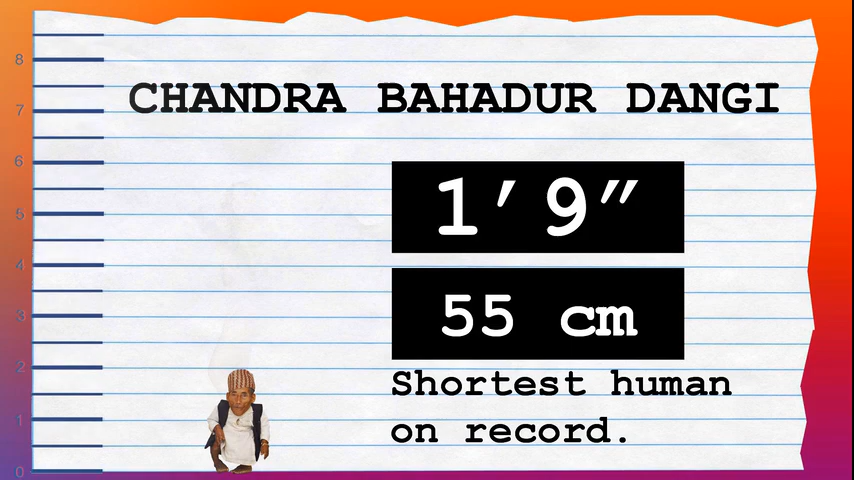 CHANDRA BAHADUR DANGI
8
7
6
5
4
3
2
1
0
1′9″
55 cm
Shortest human
on record.